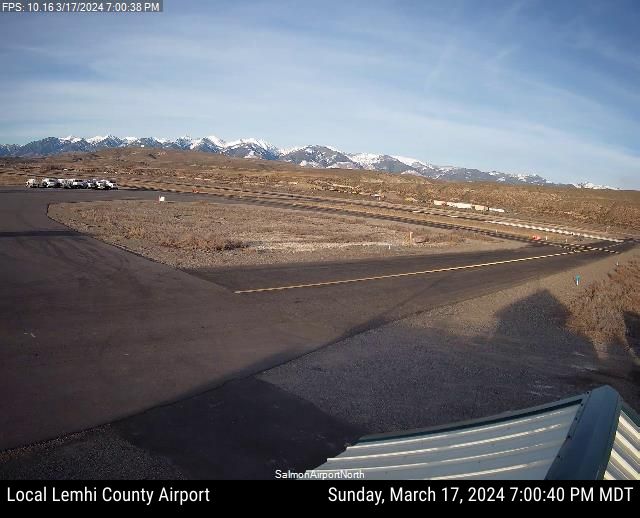 FPS: 10.16 3/17/2024 7:00:38 PM
SalmonAirportNorth
Local Lemhi County Airport
Sunday, March 17, 2024 7:00:40 PM MDT